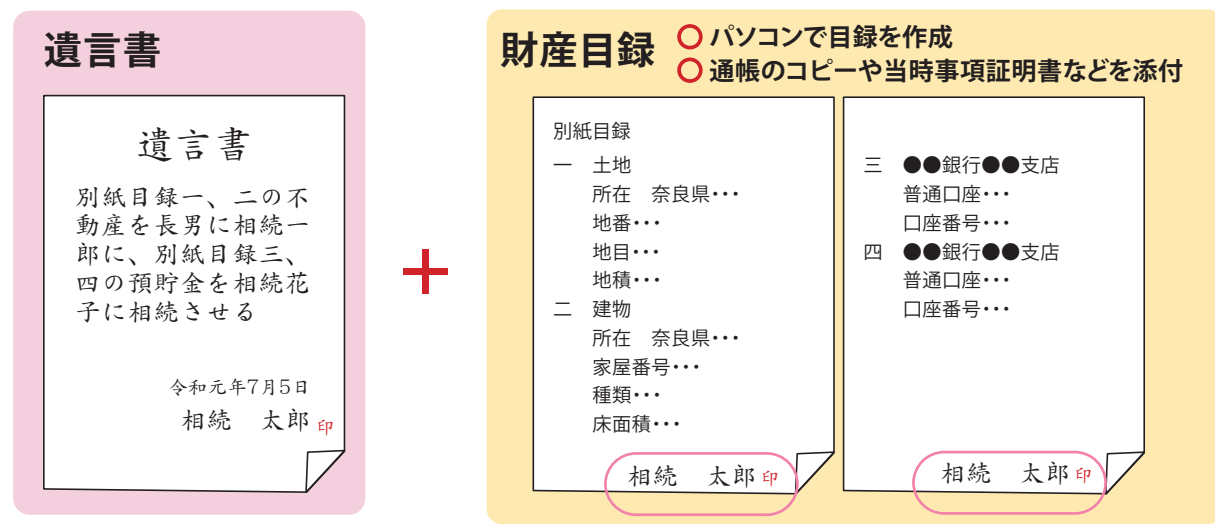 遺言書
遺言書
別紙目録一、二の不
動産を長男に相続一
郎に、別紙目録三、
四の預貯金を相続花
子に相続させる
令和元年7月5日
相続　太郎 印
+
財産目録
○ パソコンで目録を作成
○ 通帳のコピーや当時事項証明書などを添付
別紙目録
一　土地
所在　奈良県・・・
地番・・・
地目・・・
地積・・・
二　建物
所在　奈良県・・・
家屋番号・・・
種類・・・
床面積・・・
相続　太郎 印
三　●●銀行●●支店
普通口座・・・
口座番号・・・
四　●●銀行●●支店
普通口座・・・
口座番号・・・
相続　太郎 印